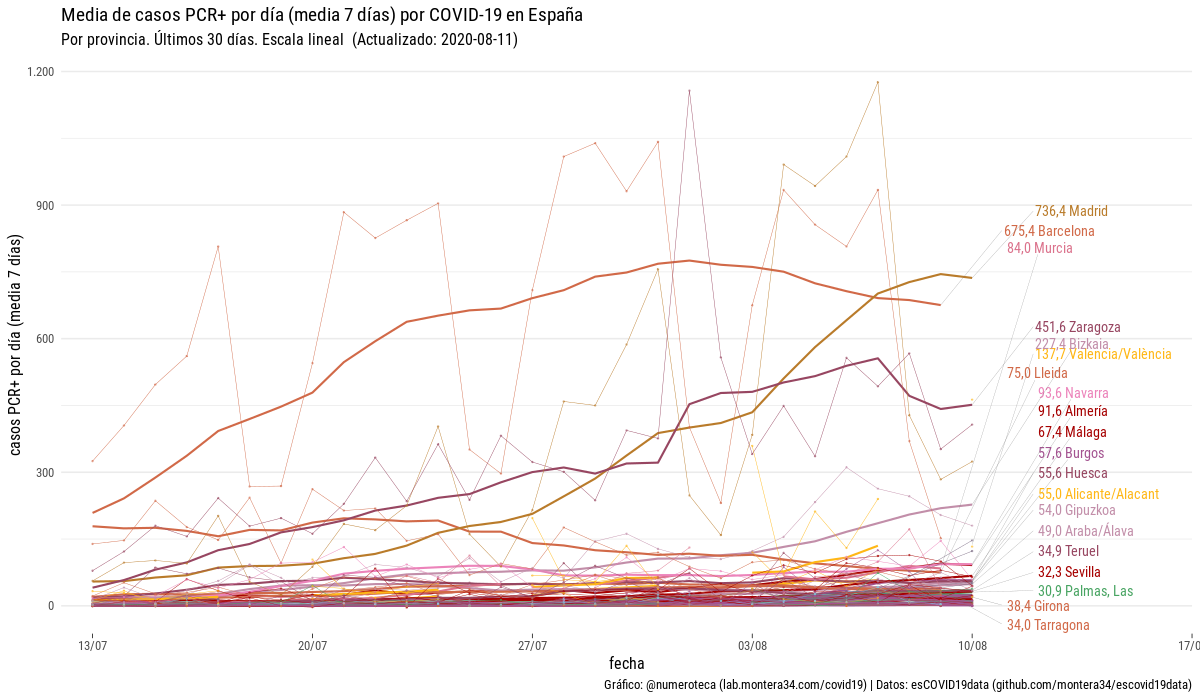 Media de casos PCR+ por día (media 7 días) por COVID-19 en España
Por provincia. Últimos 30 días. Escala lineal (Actualizado: 2020-08-11)
casos PCR+ por día (media 7 días)
1.200
900
600
300
0
736,4 Madrid
675,4 Barcelona
84,0 Murcia
451,6 Zaragoza
227,4 Bizkaia
137,7 Valencia/València
75,0 Lleida
93,6 Navarra
91,6 Almería
67,4 Málaga
57,6 Burgos
55,6 Huesca
55,0 Alicante/Alacant
54,0 Gipuzkoa
49,0 Araba/Álava
34,9 Teruel
32,3 Sevilla
30,9 Palmas, Las
38,4 Girona
34,0 Tarragona
13/07
20/07
27/07
03/08
10/08
17/0
fecha
Gráfico: @numeroteca (lab.montera34.com/covid19) | Datos: esCOVID19data (github.com/montera34/escovid19data)